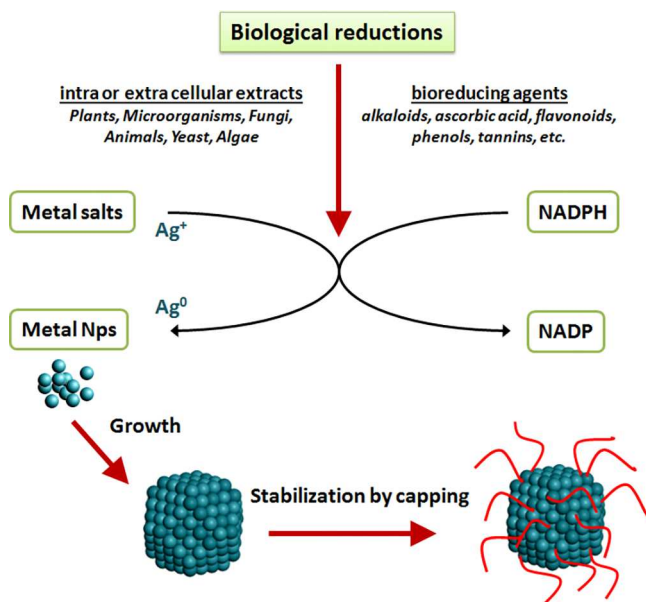 Biological reductions
intra or extra cellular extracts
Plants, Microorganisms, Fungi,
Animals, Yeast, Algae
bioreducing agents
alkaloids, ascorbic acid, flavonoids,
phenols, tannins, etc.
Metal salts
Ag⁺
NADPH
Ag⁰
Metal Nps
NADP
Growth
Stabilization by capping